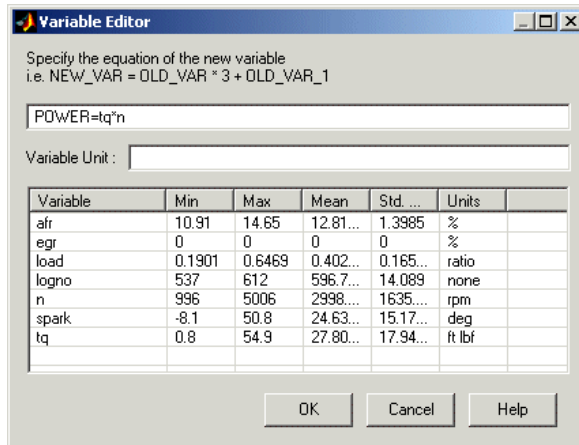 Variable Editor
Specify the equation of the new variable
i.e. NEW_VAR = OLD_VAR * 3 + OLD_VAR_1
POWER=tq*n
Variable Unit :
Variable Min Max Mean Std. ... Units
afr 10.91 14.65 12.81... 1.3985 %
egr 0 0 0 0 %
load 0.1901 0.6469 0.402... 0.165... ratio
logno 537 612 596.7... 14.089 none
n 996 5006 2998.... 1635.... rpm
spark -8.1 50.8 24.63... 15.17... deg
tq 0.8 54.9 27.80... 17.94... ft lbf
OK Cancel Help